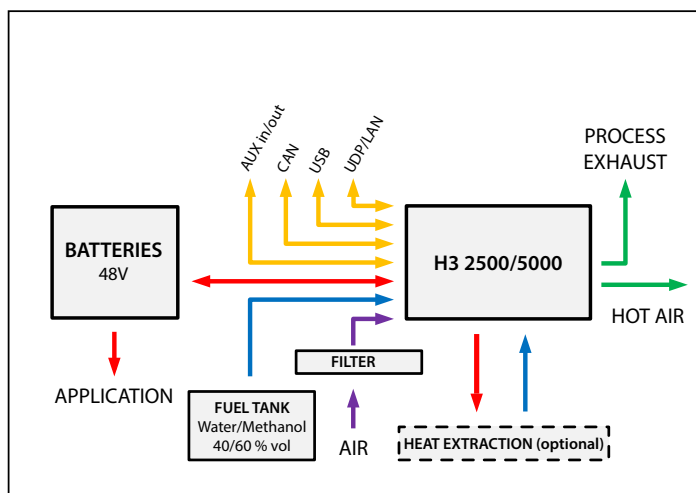 AUX in/out
CAN
USB
UDP/LAN
PROCESS
EXHAUST
BATTERIES
48V
H3 2500/5000
HOT AIR
APPLICATION
FILTER
FUEL TANK
Water/Methanol
40/60 % vol
AIR
HEAT EXTRACTION (optional)